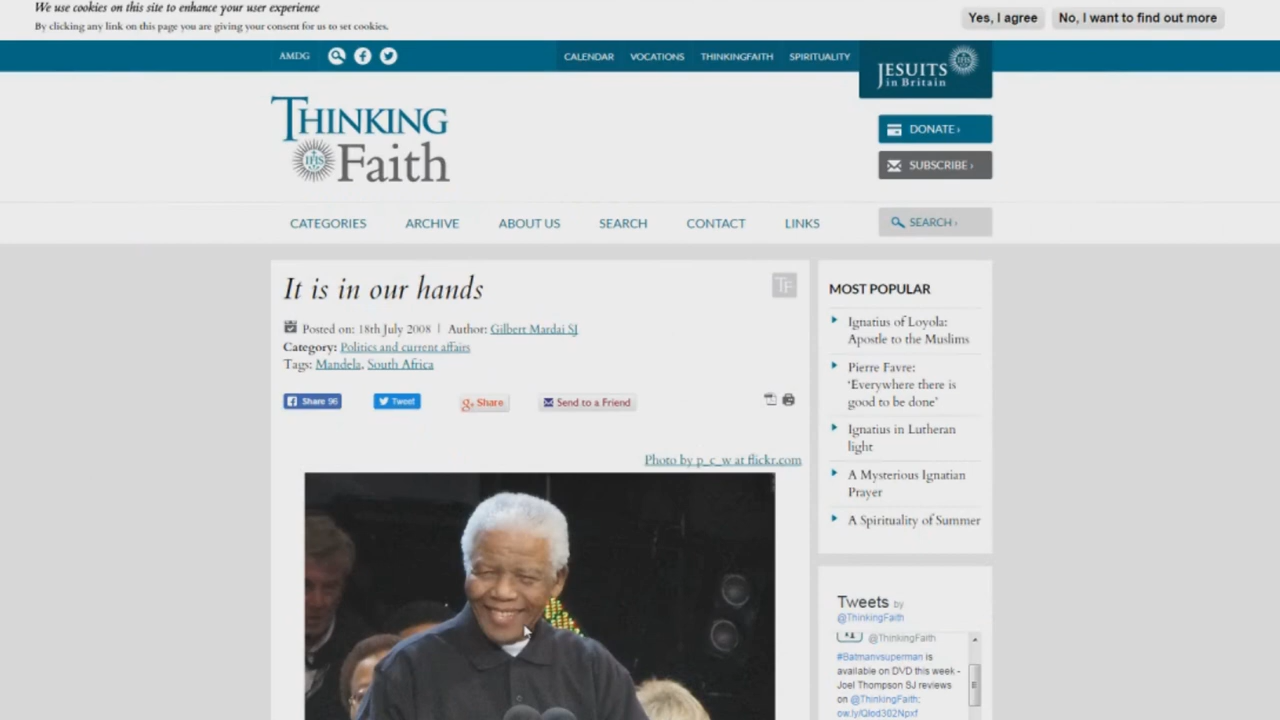 We use cookies on this site to enhance your user experience
By clicking any link on this page you are giving your consent for us to set cookies.
Yes, I agree
No, I want to find out more
AMDG
CALENDAR
VOCATIONS
THINKINGFAITH
SPIRITUALITY
JESUITS
in Britain
IHS
THINKING
Faith
DONATE ›
SUBSCRIBE ›
CATEGORIES
ARCHIVE
ABOUT US
SEARCH
CONTACT
LINKS
SEARCH ›
It is in our hands
TF
Posted on: 18th July 2008 | Author: Gilbert Mardai SJ
Category: Politics and current affairs
Tags: Mandela, South Africa
Share 96
Tweet
g+ Share
Send to a Friend
Photo by p_c_w at flickr.com
MOST POPULAR
Ignatius of Loyola:
Apostle to the Muslims
Pierre Favre:
‘Everywhere there is
good to be done’
Ignatius in Lutheran
light
A Mysterious Ignatian
Prayer
A Spirituality of Summer
Tweets by
@ThinkingFaith
@ThinkingFaith
#Batmanvsuperman is
available on DVD this week -
Joel Thompson SJ reviews
on @ThinkingFaith:
ow.ly/Qlod302Npxf